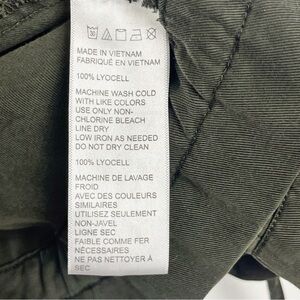 30
MADE IN VIETNAM
FABRIQUÉ EN VIETNAM
100% LYOCELL
MACHINE WASH COLD
WITH LIKE COLORS
USE ONLY NON-
CHLORINE BLEACH
LINE DRY
LOW IRON AS NEEDED
DO NOT DRY CLEAN
100% LYOCELL
MACHINE DE LAVAGE
FROID
AVEC DES COULEURS
SIMILAIRES
UTILISEZ SEULEMENT
NON-JAVEL
LIGNE SEC
FAIBLE COMME FER
NÉCESSAIRES
NE PAS NETTOYER À
SEC